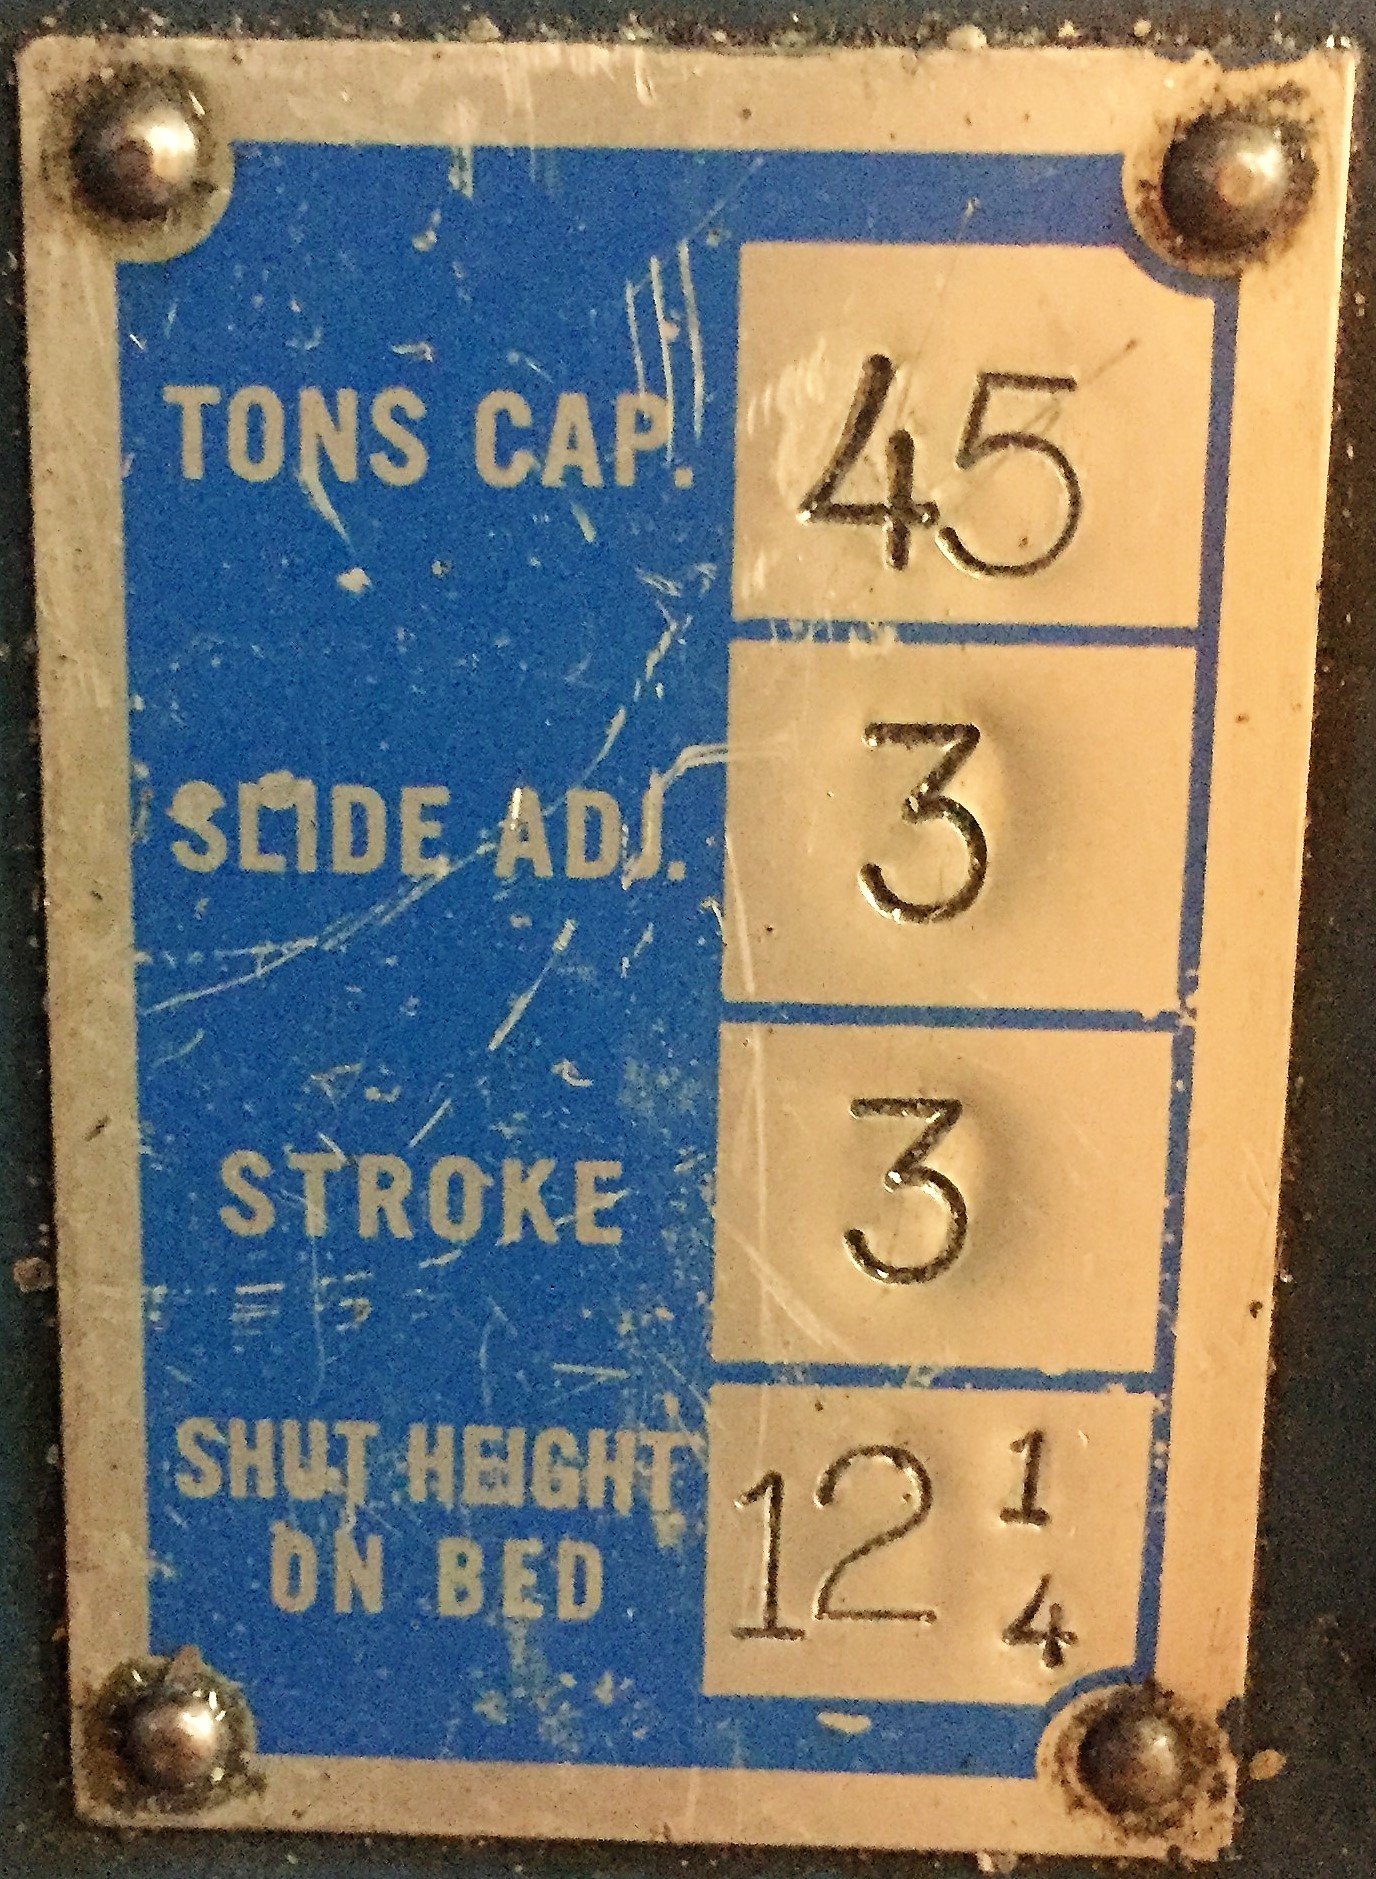 TONS CAP. 45
SLIDE ADJ. 3
STROKE 3
SHUT HEIGHT
ON BED 12 1/4